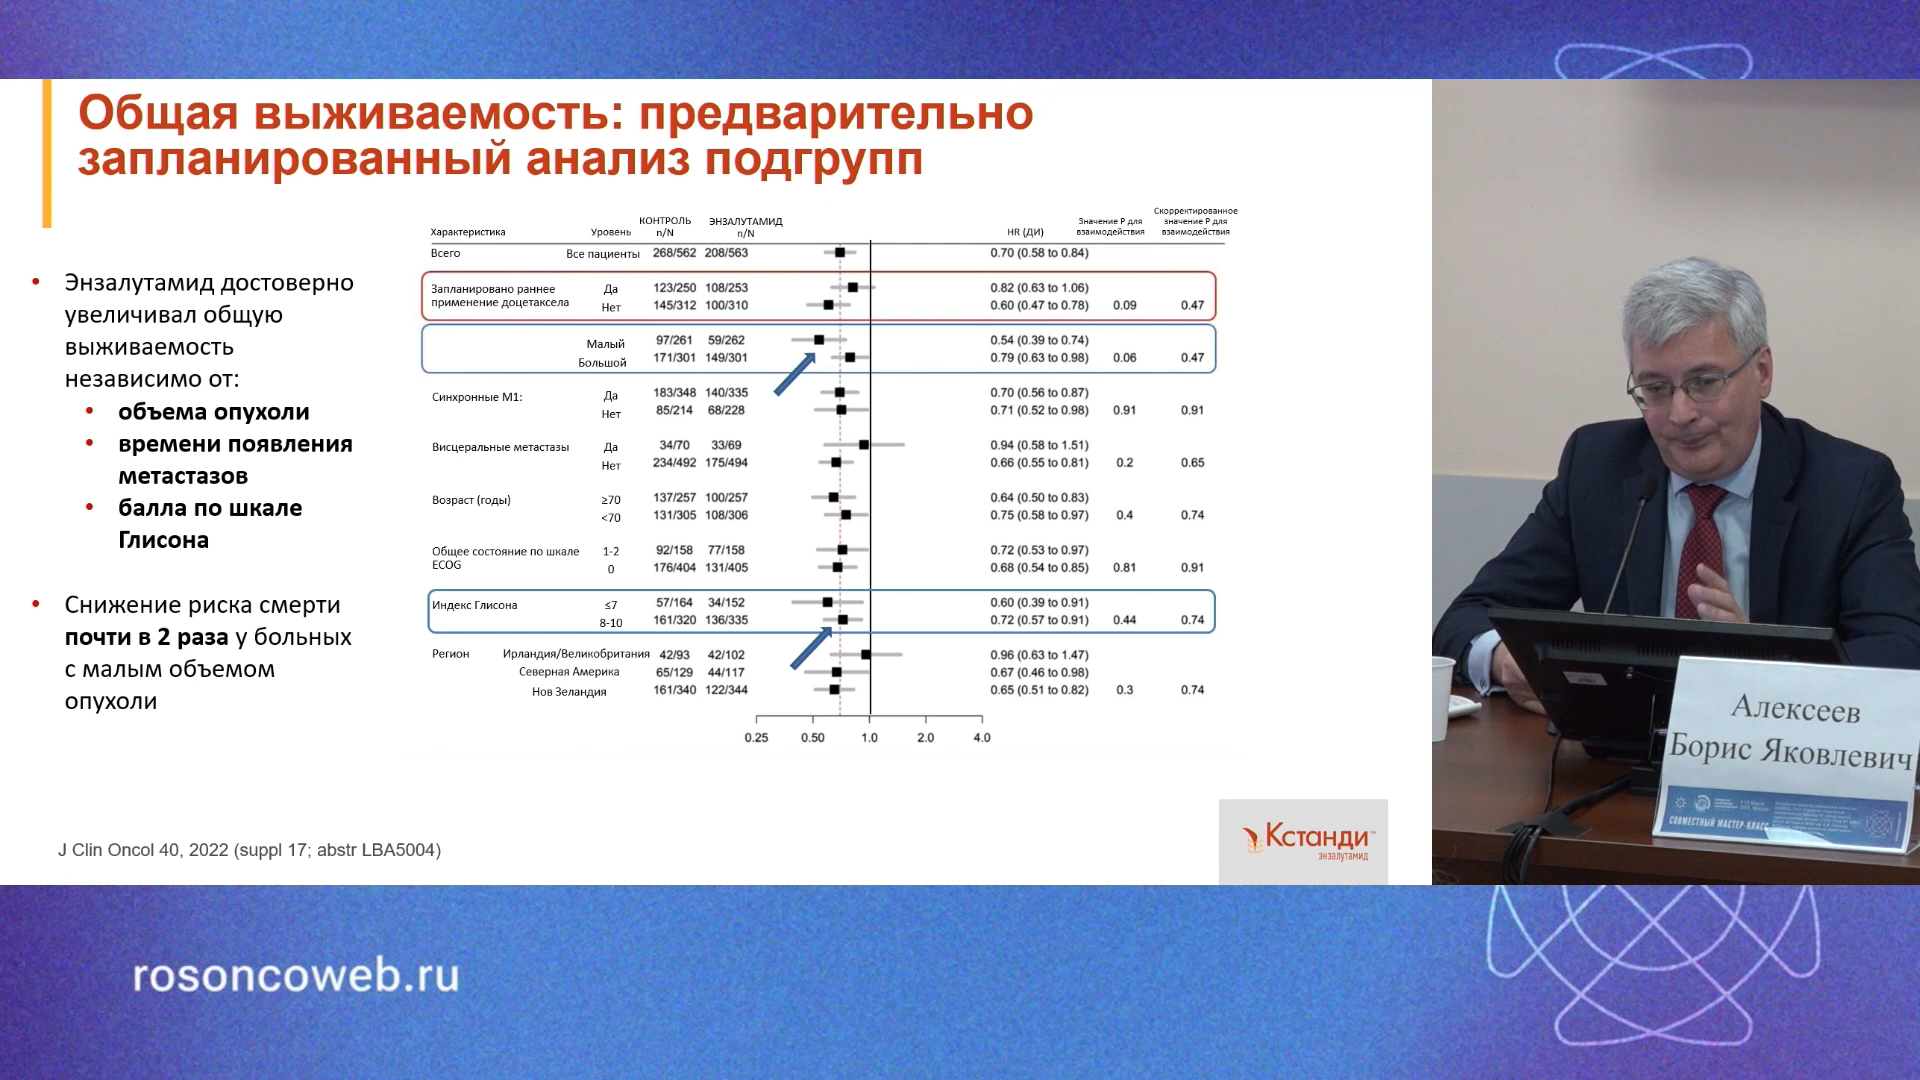 Общая выживаемость: предварительно
запланированный анализ подгрупп
• Энзалутамид достоверно
увеличивал общую
выживаемость
независимо от:
• объема опухоли
• времени появления
метастазов
• балла по шкале
Глисона
• Снижение риска смерти
почти в 2 раза у больных
с малым объемом
опухоли
Характеристика Уровень КОНТРОЛЬ n/N ЭНЗАЛУТАМИД n/N HR (ДИ) Значение P для взаимодействия Скорректированное значение P для взаимодействия
Всего Все пациенты 268/562 208/563 0.70 (0.58 to 0.84)
Запланировано раннее Да 123/250 108/253 0.82 (0.63 to 1.06)
применение доцетаксела Нет 145/312 100/310 0.60 (0.47 to 0.78) 0.09 0.47
Малый 97/261 59/262 0.54 (0.39 to 0.74)
Большой 171/301 149/301 0.79 (0.63 to 0.98) 0.06 0.47
Синхронные М1: Да 183/348 140/335 0.70 (0.56 to 0.87)
Нет 85/214 68/228 0.71 (0.52 to 0.98) 0.91 0.91
Висцеральные метастазы Да 34/70 33/69 0.94 (0.58 to 1.51)
Нет 234/492 175/494 0.66 (0.55 to 0.81) 0.2 0.65
Возраст (годы) ≥70 137/257 100/257 0.64 (0.50 to 0.83)
<70 131/305 108/306 0.75 (0.58 to 0.97) 0.4 0.74
Общее состояние по шкале 1-2 92/158 77/158 0.72 (0.53 to 0.97)
ECOG 0 176/404 131/405 0.68 (0.54 to 0.85) 0.81 0.91
Индекс Глисона ≤7 57/164 34/152 0.60 (0.39 to 0.91)
8-10 161/320 136/335 0.72 (0.57 to 0.91) 0.44 0.74
Регион Ирландия/Великобритания 42/93 42/102 0.96 (0.63 to 1.47)
Северная Америка 65/129 44/117 0.67 (0.46 to 0.98)
Нов Зеландия 161/340 122/344 0.65 (0.51 to 0.82) 0.3 0.74
0.25 0.50 1.0 2.0 4.0
J Clin Oncol 40, 2022 (suppl 17; abstr LBA5004)
Кстанди™
энзалутамид
Алексеев
Борис Яковлевич
СОВМЕСТНЫЙ МАСТЕР-КЛАСС
rosoncoweb.ru